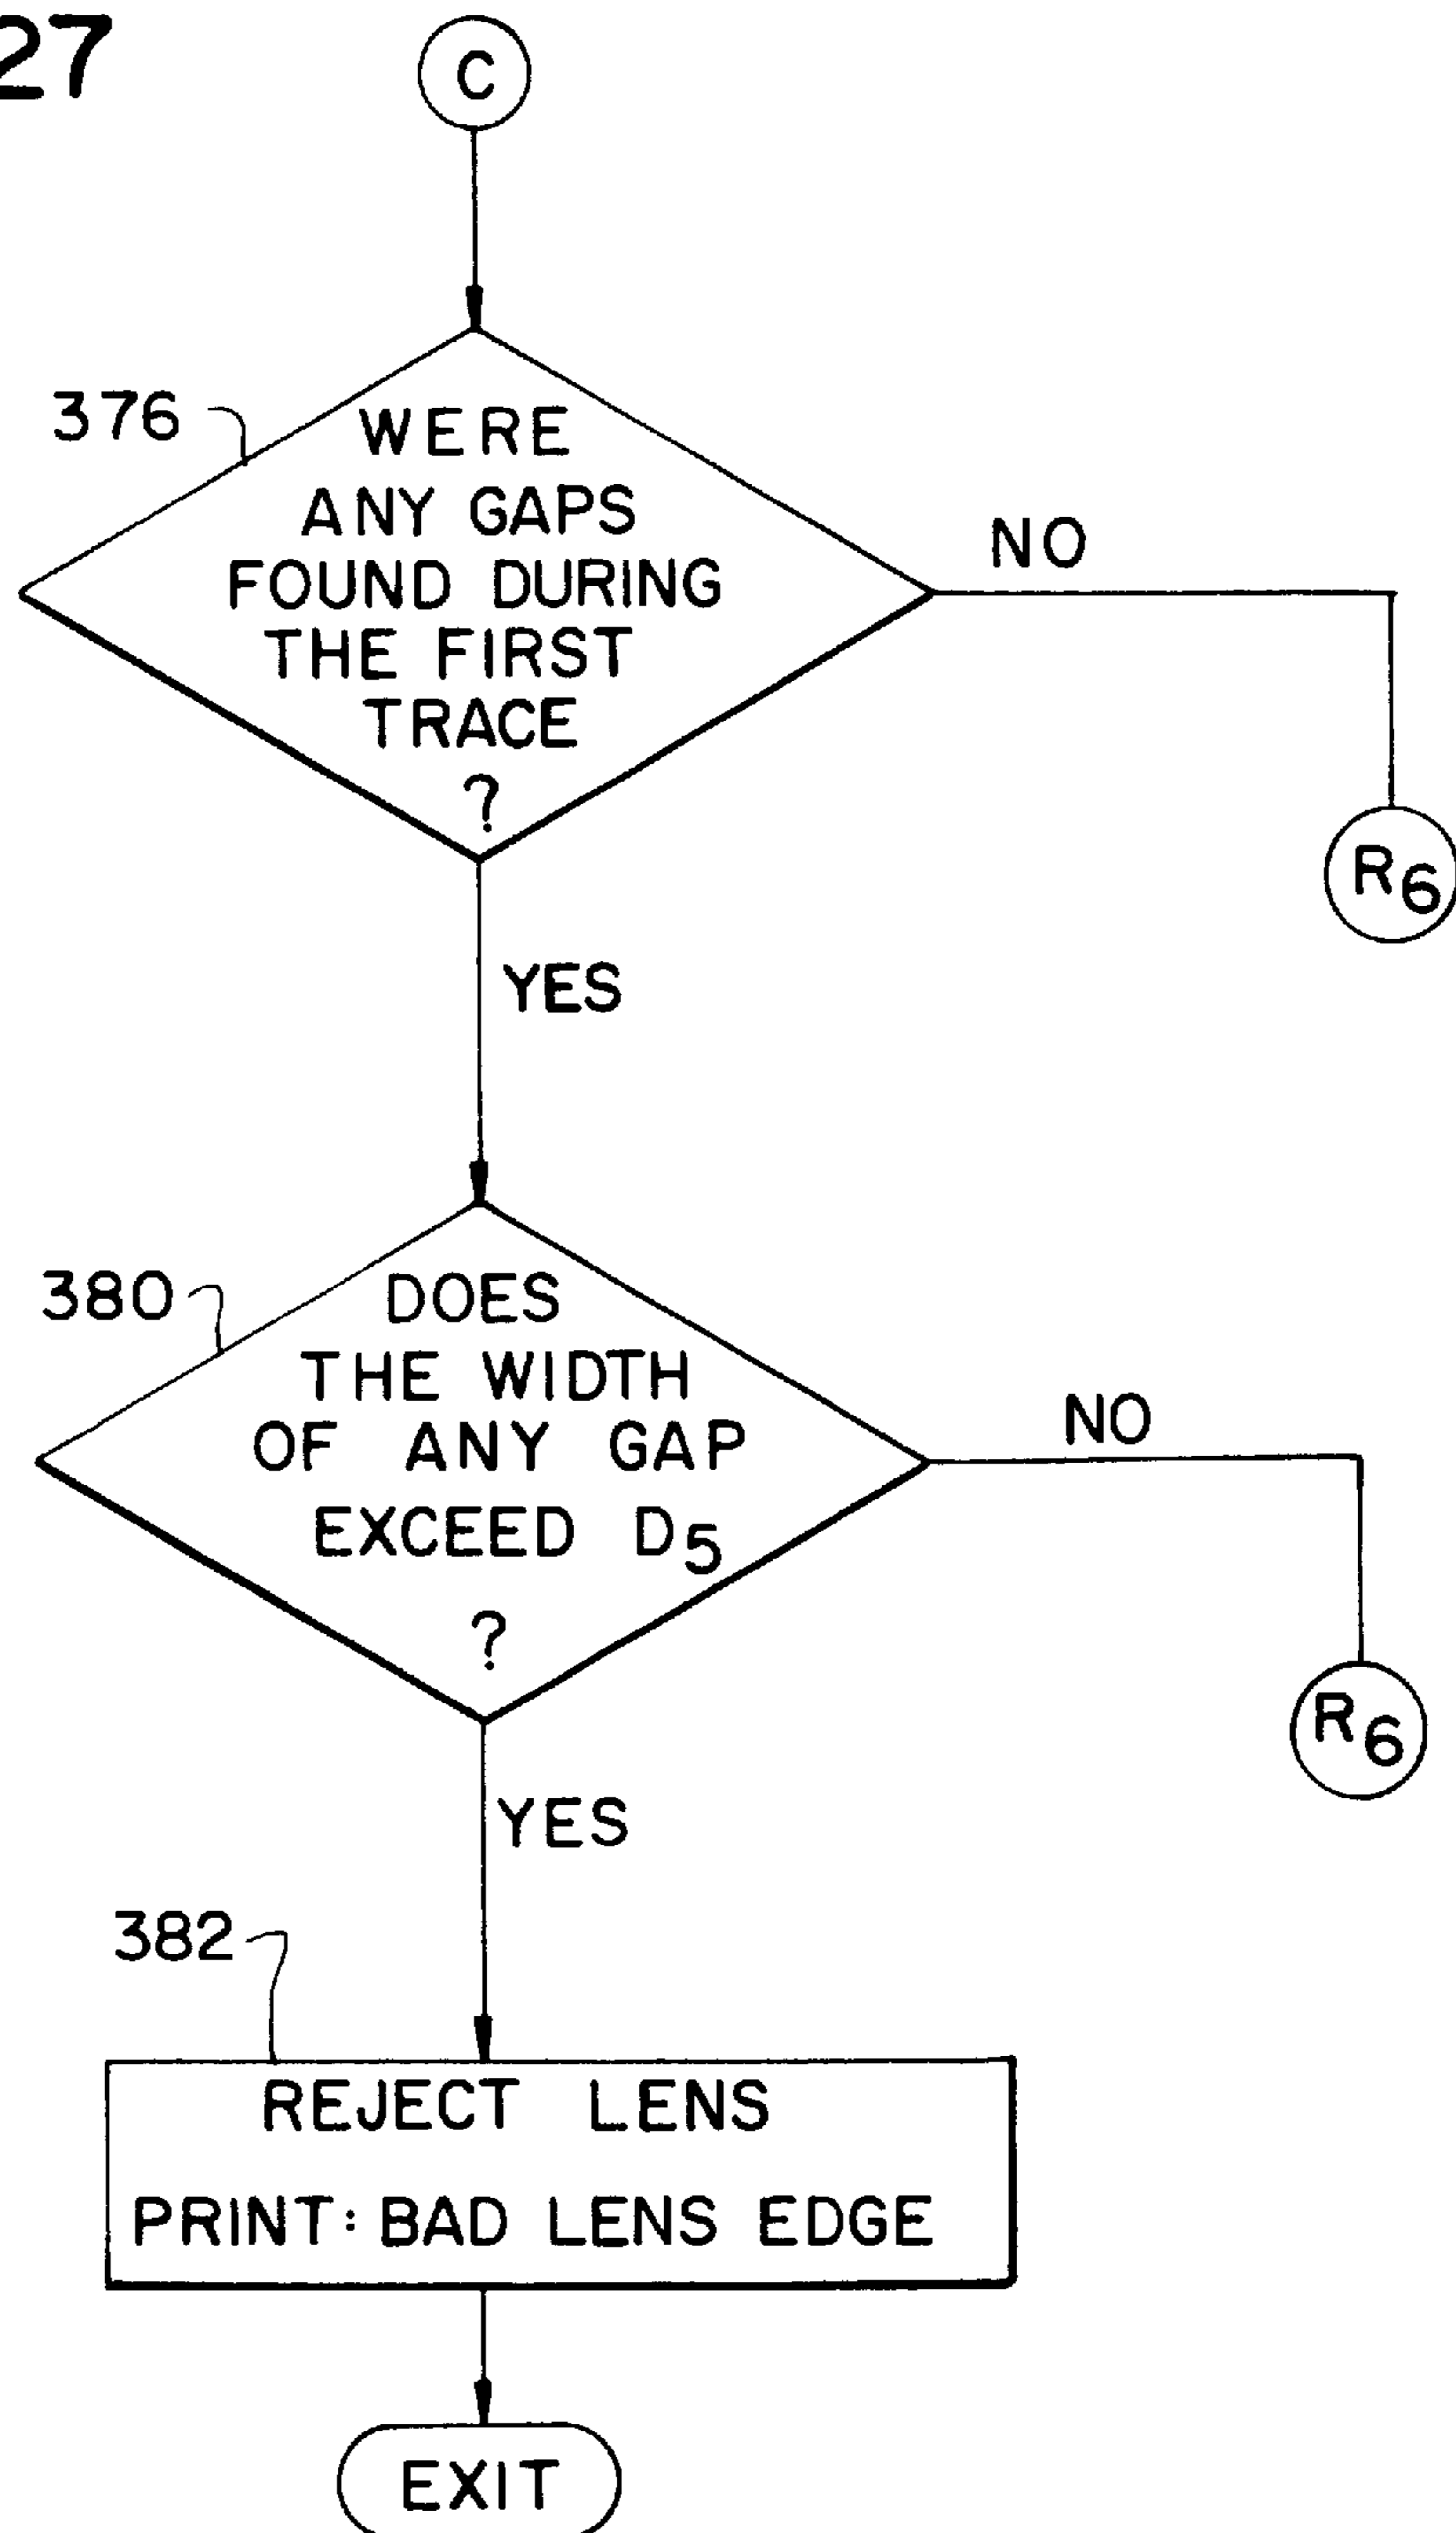 27
C
376
WERE
ANY GAPS
FOUND DURING
THE FIRST
TRACE
?
NO
R6
YES
380
DOES
THE WIDTH
OF ANY GAP
EXCEED D5
?
NO
R6
YES
382
REJECT LENS
PRINT: BAD LENS EDGE
EXIT